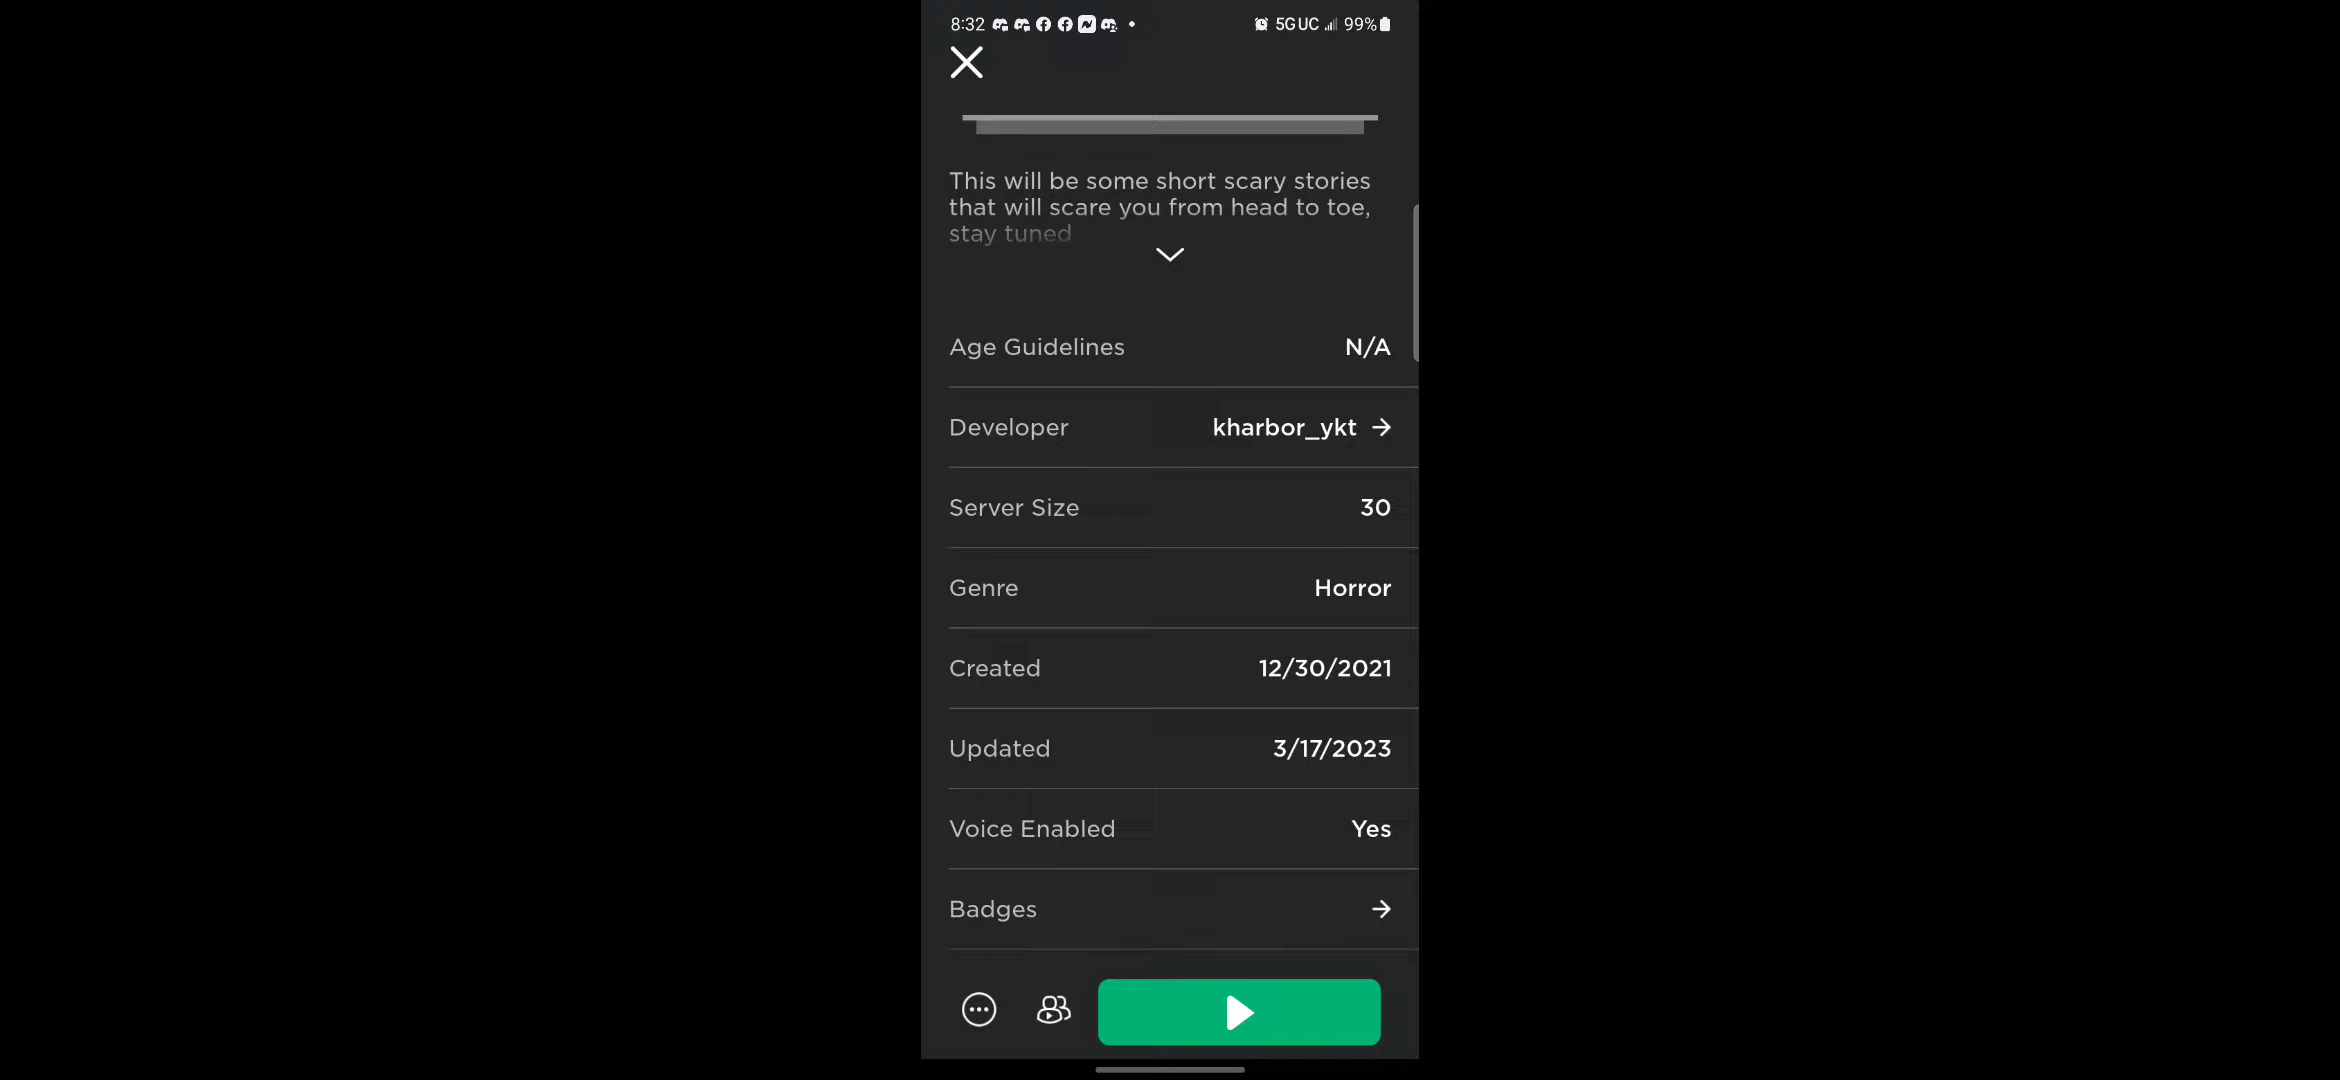 8:32 5GUC 99%
This will be some short scary stories
that will scare you from head to toe,
stay tuned
Age Guidelines N/A
Developer kharbor_ykt
Server Size 30
Genre Horror
Created 12/30/2021
Updated 3/17/2023
Voice Enabled Yes
Badges